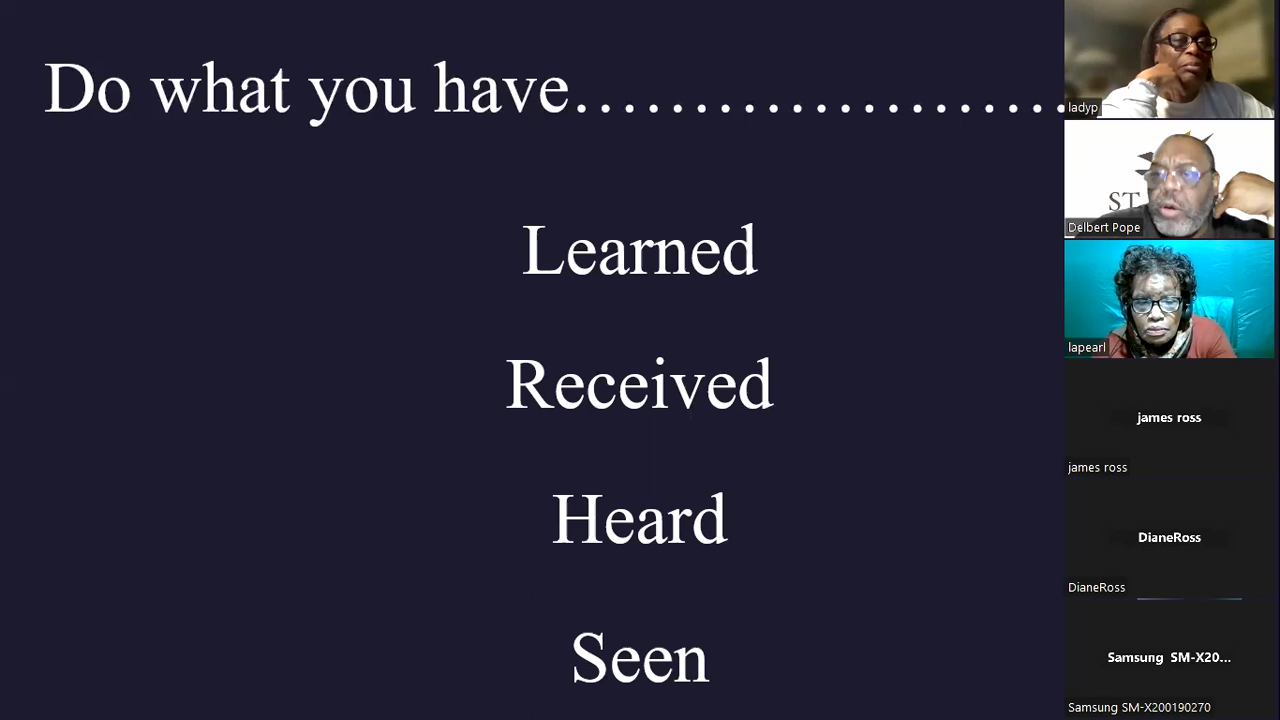 Do what you have.....................
Learned
Received
Heard
Seen
ladyp
ST
Delbert Pope
lapearl
james ross
james ross
DianeRoss
DianeRoss
Samsung SM-X20...
Samsung SM-X200190270